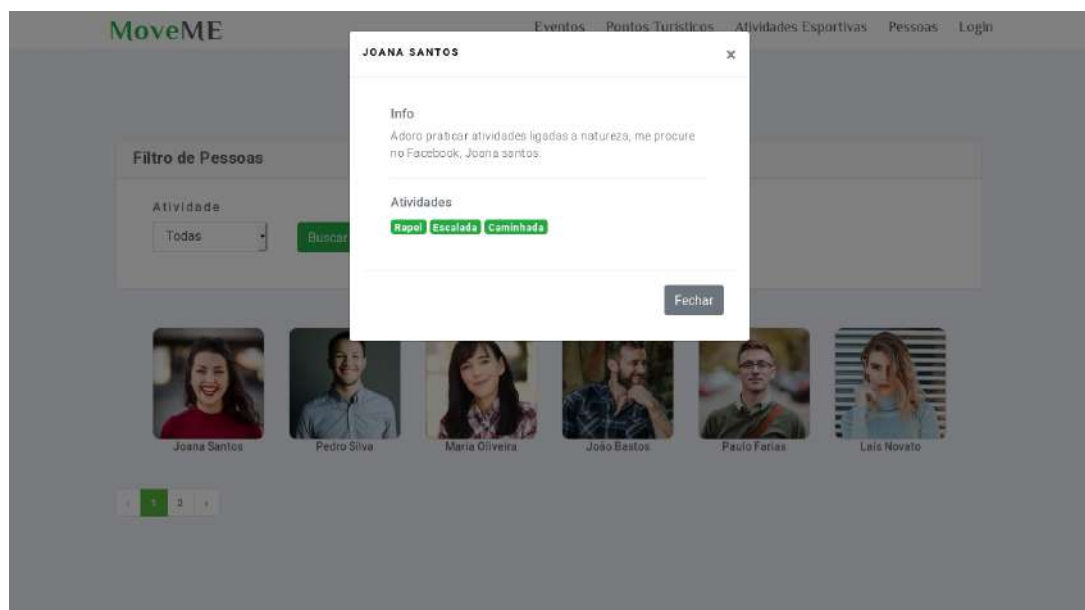 MoveME
Eventos Pontos Turísticos Atividades Esportivas Pessoas Login
JOANA SANTOS
×
Info
Adoro praticar atividades ligadas a natureza, me procure
no Facebook, Joana santos.
Atividades
Rapel Escalada Caminhada
Fechar
Filtro de Pessoas
Atividade
Todas
Buscar
Joana Santos Pedro Silva Maria Oliveira João Bastos Paulo Farias Laís Novato
‹ 1 2 ›